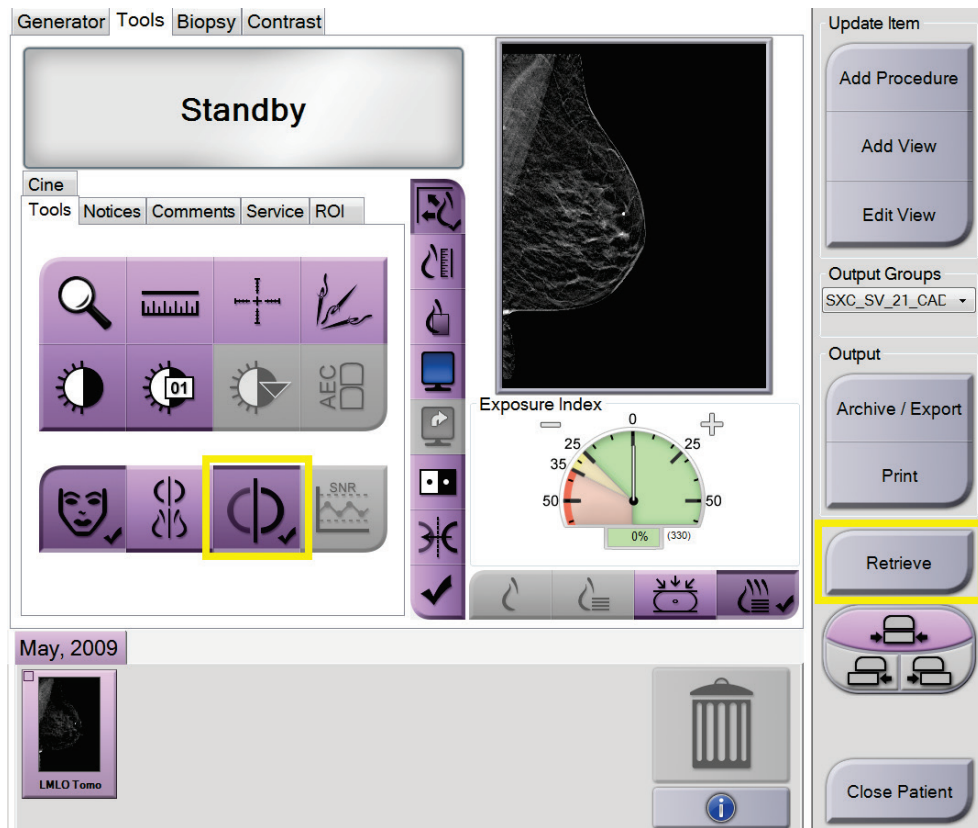 Generator Tools Biopsy Contrast
Standby
Cine
Tools Notices Comments Service ROI
01
AEC
SNR
Exposure Index
0
25 25
35
50 50
0% (330)
May, 2009
LMLO Tomo
Update Item
Add Procedure
Add View
Edit View
Output Groups
SXC_SV_21_CAD
Output
Archive / Export
Print
Retrieve
Close Patient